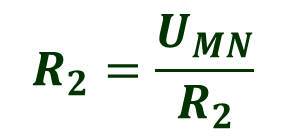 R₂ = U_MN / R₂